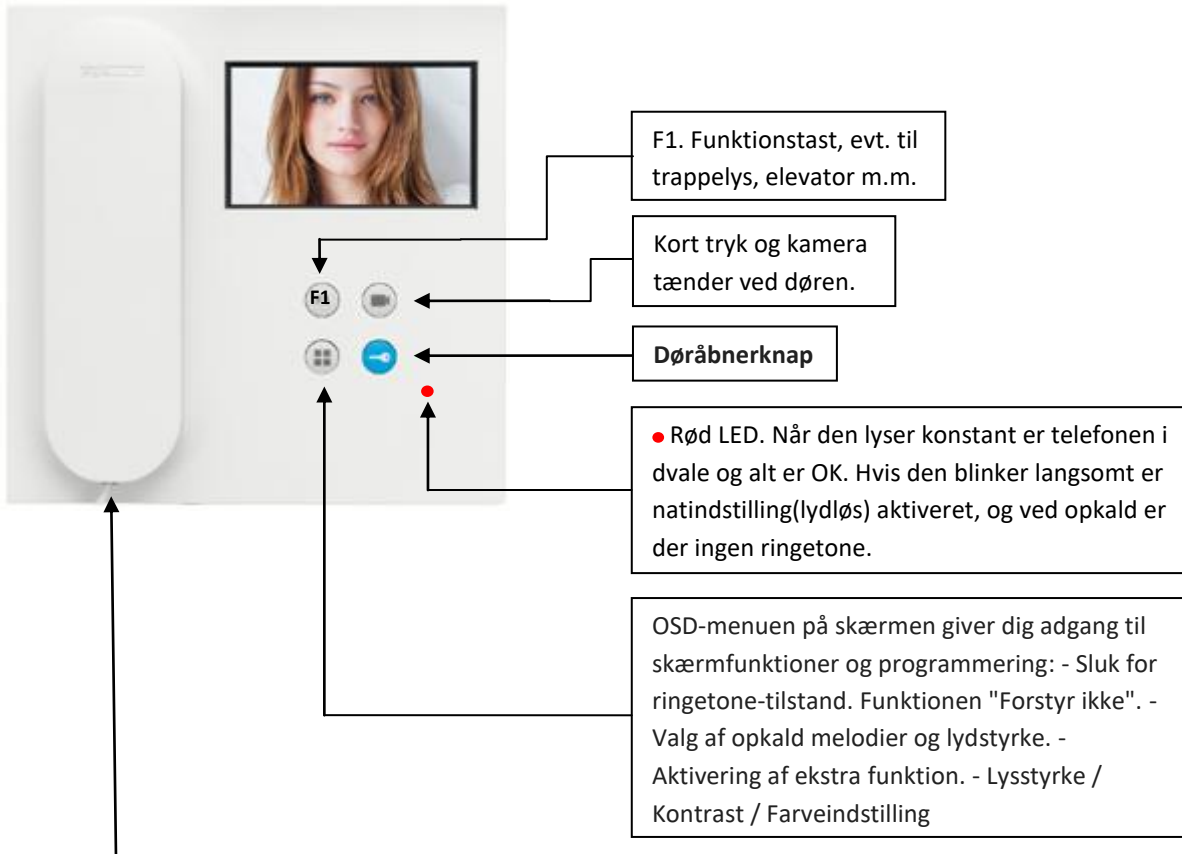 F1. Funktionstast, evt. til
trappelys, elevator m.m.
Kort tryk og kamera
tænder ved døren.
F1
Døråbnerknap
Rød LED. Når den lyser konstant er telefonen i
dvale og alt er OK. Hvis den blinker langsomt er
natindstilling(lydløs) aktiveret, og ved opkald er
der ingen ringetone.
OSD-menuen på skærmen giver dig adgang til
skærmfunktioner og programmering: - Sluk for
ringetone-tilstand. Funktionen "Forstyr ikke". -
Valg af opkald melodier og lydstyrke. -
Aktivering af ekstra funktion. - Lysstyrke /
Kontrast / Farveindstilling